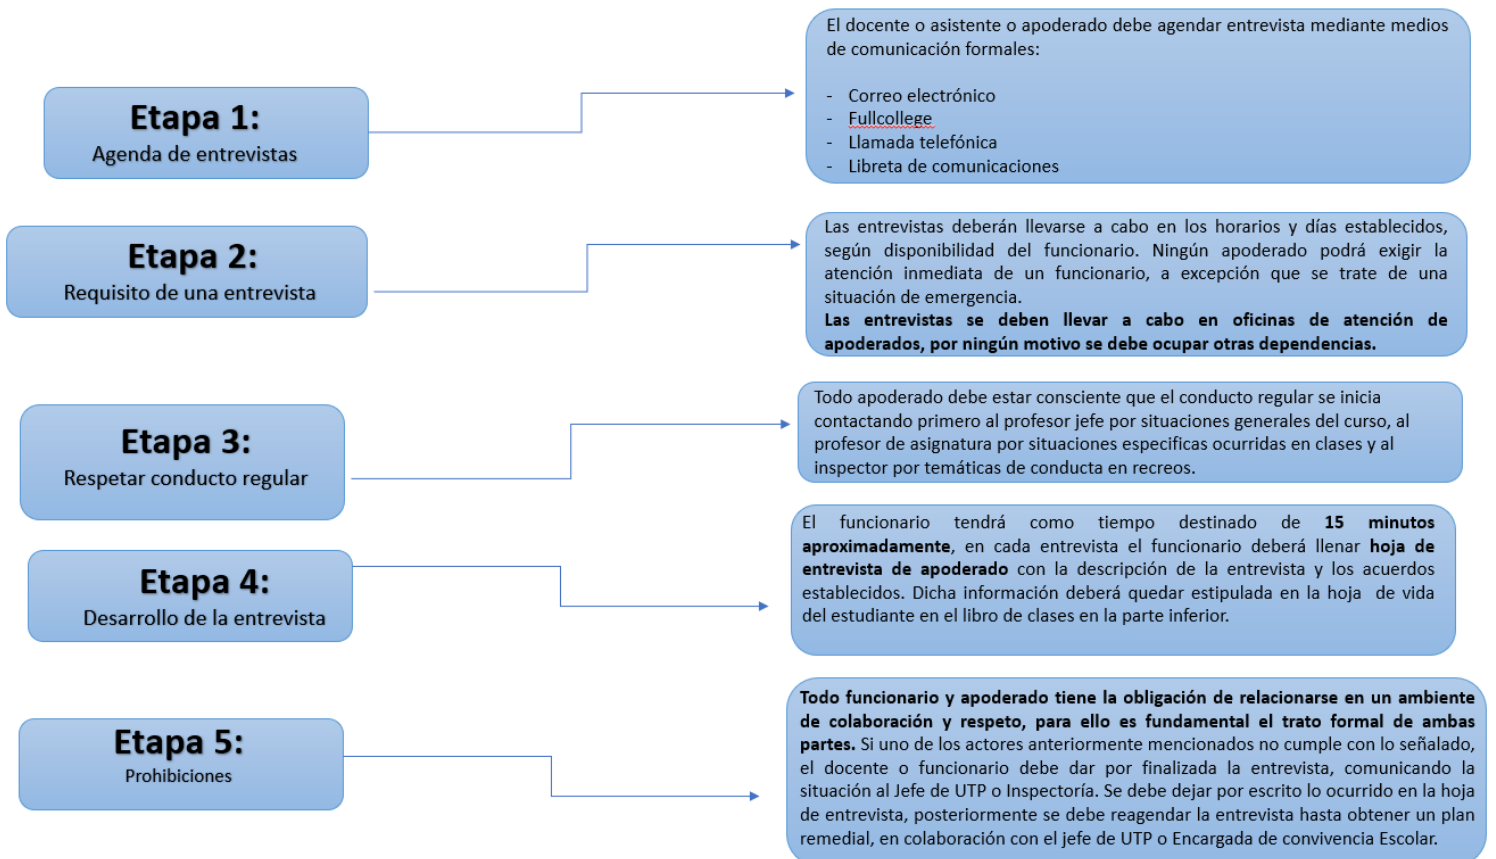 Etapa 1:
Agenda de entrevistas
El docente o asistente o apoderado debe agendar entrevista mediante medios
de comunicación formales:
- Correo electrónico
- Fullcollege
- Llamada telefónica
- Libreta de comunicaciones
Etapa 2:
Requisito de una entrevista
Las entrevistas deberán llevarse a cabo en los horarios y días establecidos,
según disponibilidad del funcionario. Ningún apoderado podrá exigir la
atención inmediata de un funcionario, a excepción que se trate de una
situación de emergencia.
Las entrevistas se deben llevar a cabo en oficinas de atención de
apoderados, por ningún motivo se debe ocupar otras dependencias.
Etapa 3:
Respetar conducto regular
Todo apoderado debe estar consciente que el conducto regular se inicia
contactando primero al profesor jefe por situaciones generales del curso, al
profesor de asignatura por situaciones especificas ocurridas en clases y al
inspector por temáticas de conducta en recreos.
Etapa 4:
Desarrollo de la entrevista
El funcionario tendrá como tiempo destinado de 15 minutos
aproximadamente, en cada entrevista el funcionario deberá llenar hoja de
entrevista de apoderado con la descripción de la entrevista y los acuerdos
establecidos. Dicha información deberá quedar estipulada en la hoja de vida
del estudiante en el libro de clases en la parte inferior.
Etapa 5:
Prohibiciones
Todo funcionario y apoderado tiene la obligación de relacionarse en un ambiente
de colaboración y respeto, para ello es fundamental el trato formal de ambas
partes. Si uno de los actores anteriormente mencionados no cumple con lo señalado,
el docente o funcionario debe dar por finalizada la entrevista, comunicando la
situación al Jefe de UTP o Inspectoría. Se debe dejar por escrito lo ocurrido en la hoja
de entrevista, posteriormente se debe reagendar la entrevista hasta obtener un plan
remedial, en colaboración con el jefe de UTP o Encargada de convivencia Escolar.